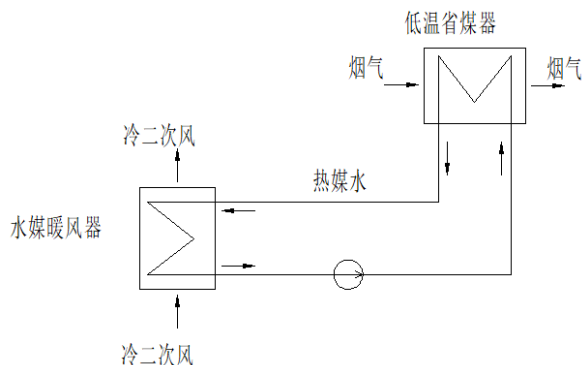 低温省煤器
烟气
烟气
冷二次风
热媒水
水媒暖风器
冷二次风